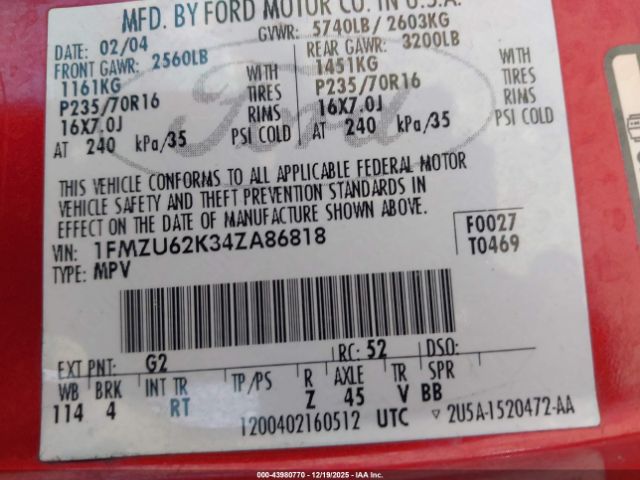 MFD. BY FORD MOTOR CO. IN U.S.A.
DATE: 02/04 GVWR: 5740LB / 2603KG
FRONT GAWR: 2560LB REAR GAWR: 3200LB
1161KG WITH 1451KG WITH
P235/70R16 TIRES P235/70R16 TIRES
16X7.0J RIMS 16X7.0J RIMS
AT 240 kPa/35 PSI COLD AT 240 kPa/35 PSI COLD
Ford
THIS VEHICLE CONFORMS TO ALL APPLICABLE FEDERAL MOTOR
VEHICLE SAFETY AND THEFT PREVENTION STANDARDS IN
EFFECT ON THE DATE OF MANUFACTURE SHOWN ABOVE.
VIN: 1FMZU62K34ZA86818 F0027
TYPE: MPV T0469
EXT PNT: G2 RC: 52 DSO:
WB BRK INT TR TP/PS R AXLE TR SPR
114 4 RT Z 45 V BB
1200402160512 UTC 2U5A-1520472-AA
000-43980770 - 12/19/2025 - IAA Inc.